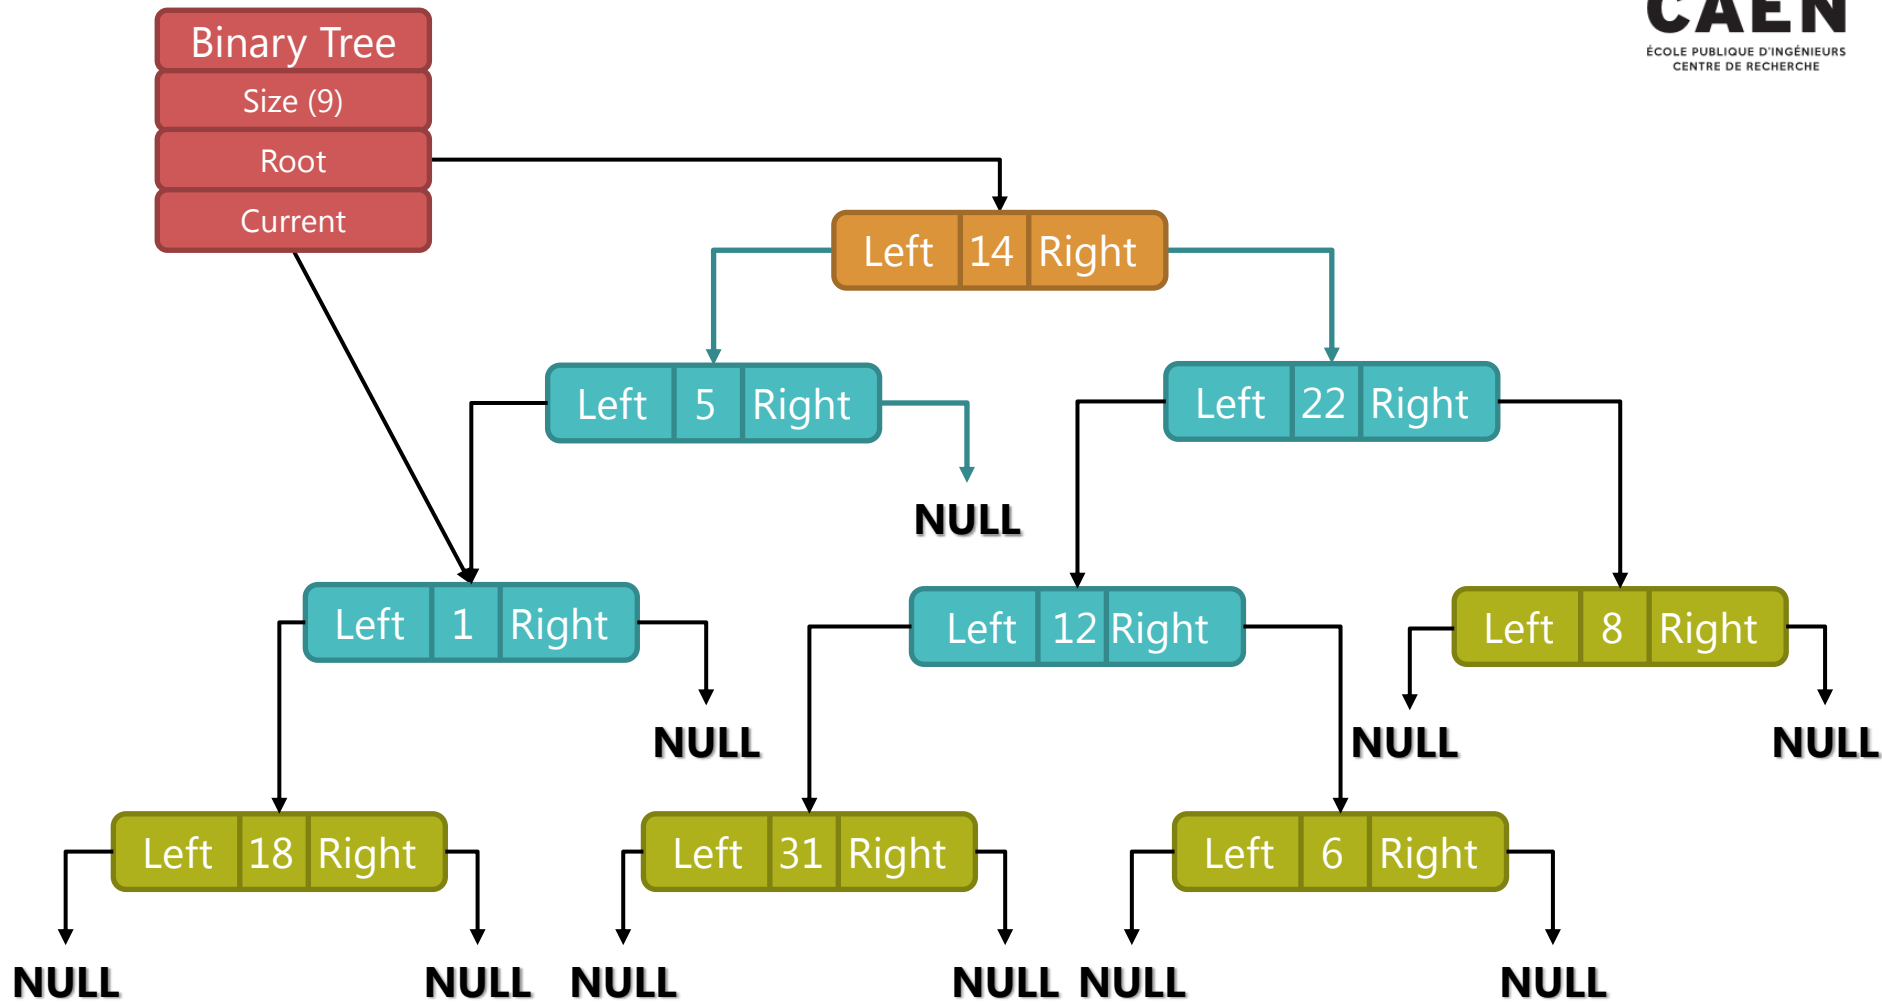 CAEN
ÉCOLE PUBLIQUE D'INGÉNIEURS
CENTRE DE RECHERCHE
Binary Tree
Size (9)
Root
Current
Left 14 Right
Left 5 Right
Left 22 Right
NULL
Left 1 Right
Left 12 Right
Left 8 Right
NULL
NULL
NULL
Left 18 Right
Left 31 Right
Left 6 Right
NULL
NULL
NULL
NULL
NULL
NULL